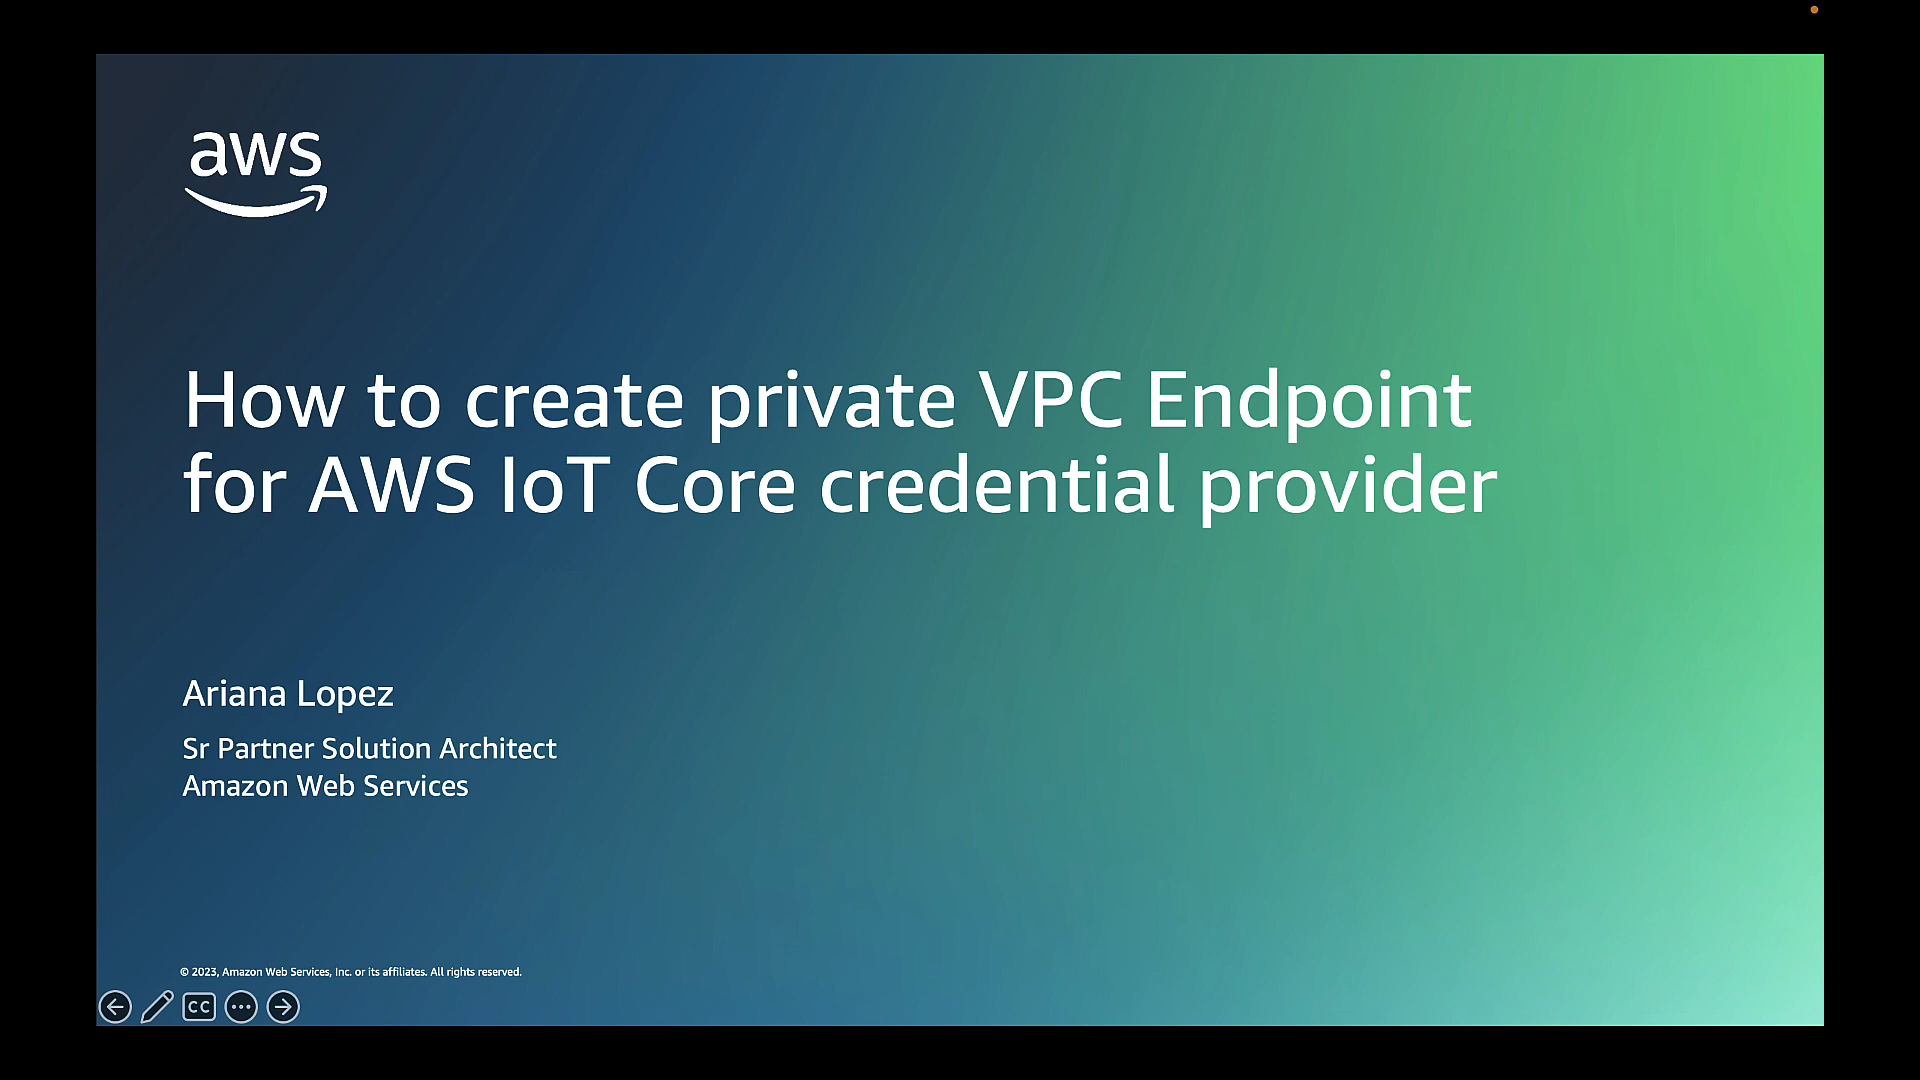 aws
How to create private VPC Endpoint
for AWS IoT Core credential provider
Ariana Lopez
Sr Partner Solution Architect
Amazon Web Services
© 2023, Amazon Web Services, Inc. or its affiliates. All rights reserved.
CC